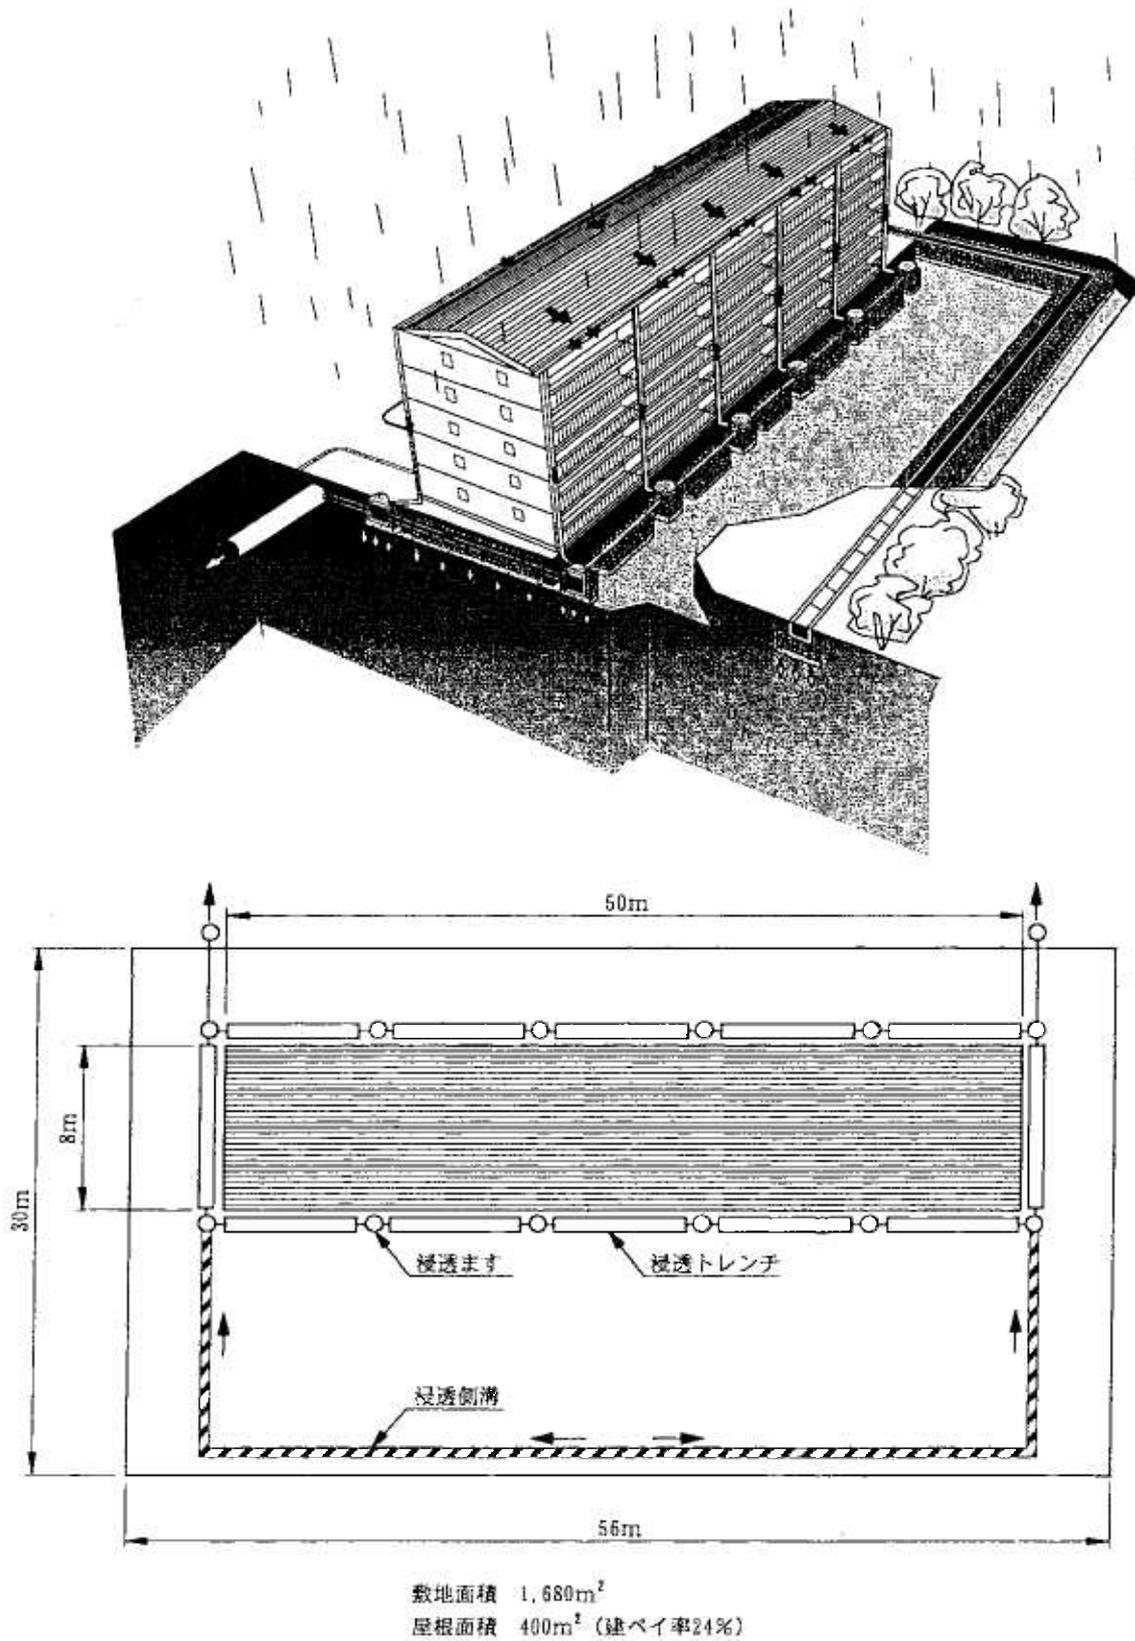 50m
8m
30m
浸透ます
浸透トレンチ
浸透側溝
56m
敷地面積 1,680m²
屋根面積 400m² (建ペイ率24%)